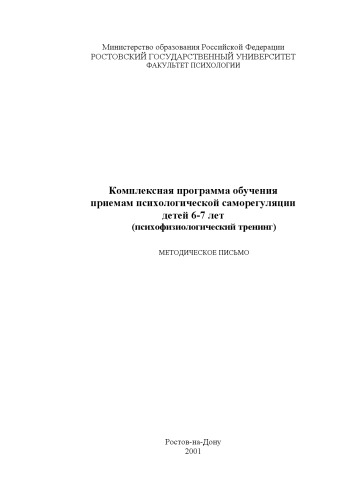 Министерство образования Российской Федерации
РОСТОВСКИЙ ГОСУДАРСТВЕННЫЙ УНИВЕРСИТЕТ
ФАКУЛЬТЕТ ПСИХОЛОГИИ
Комплексная программа обучения
приемам психологической саморегуляции
детей 6-7 лет
(психофизиологический тренинг)
МЕТОДИЧЕСКОЕ ПИСЬМО
Ростов-на-Дону
2001